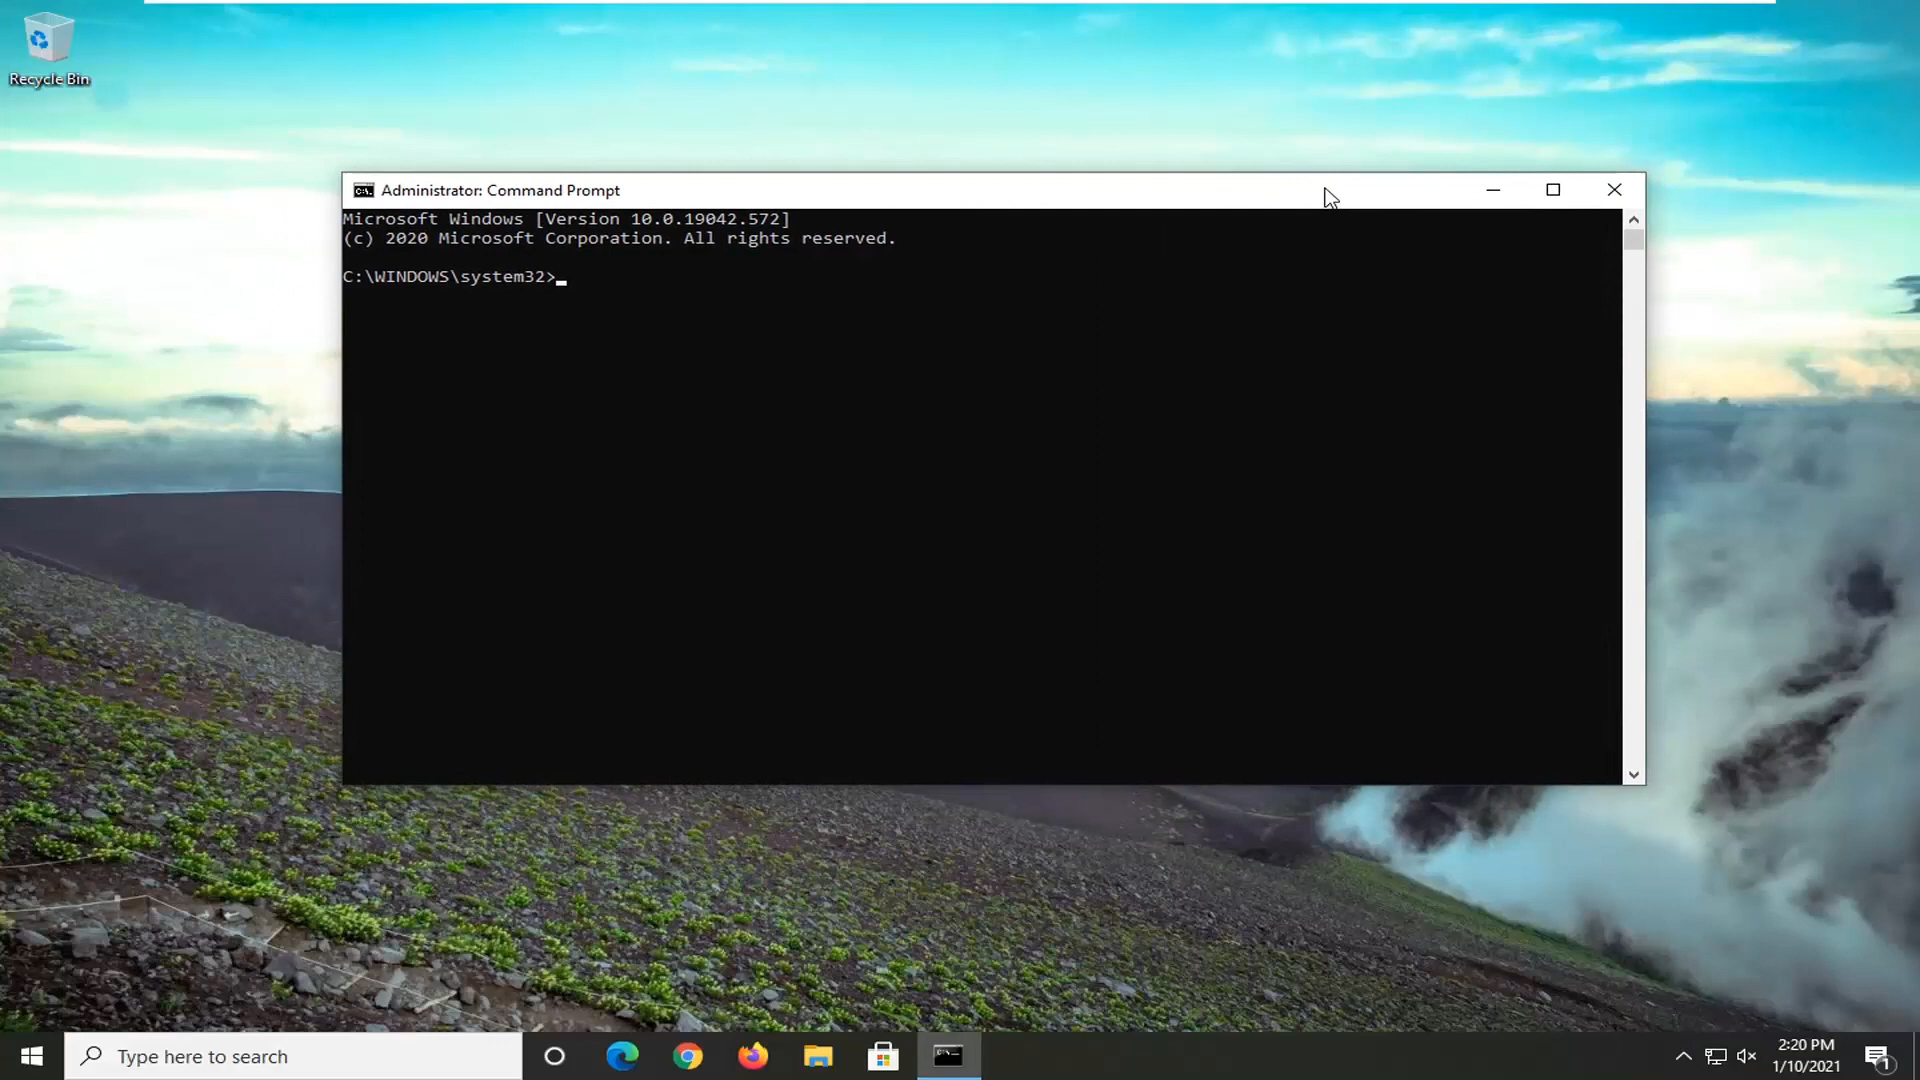 Recycle Bin
Administrator: Command Prompt
Microsoft Windows [Version 10.0.19042.572]
(c) 2020 Microsoft Corporation. All rights reserved.
C:\WINDOWS\system32>
Type here to search
2:20 PM
1/10/2021
1